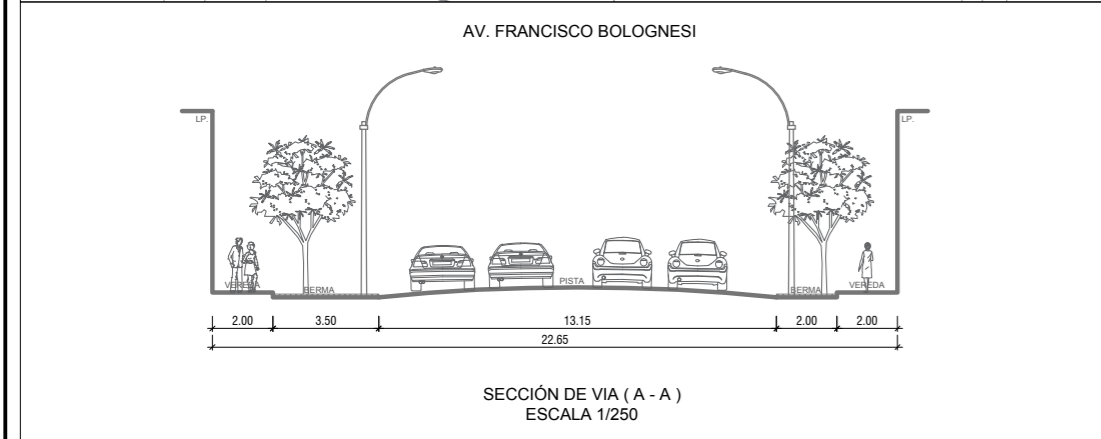 AV. FRANCISCO BOLOGNESI
LP. LP.
VEREDA BERMA PISTA BERMA VEREDA
2.00 3.50 13.15 2.00 2.00
22.65
SECCIÓN DE VIA ( A - A )
ESCALA 1/250